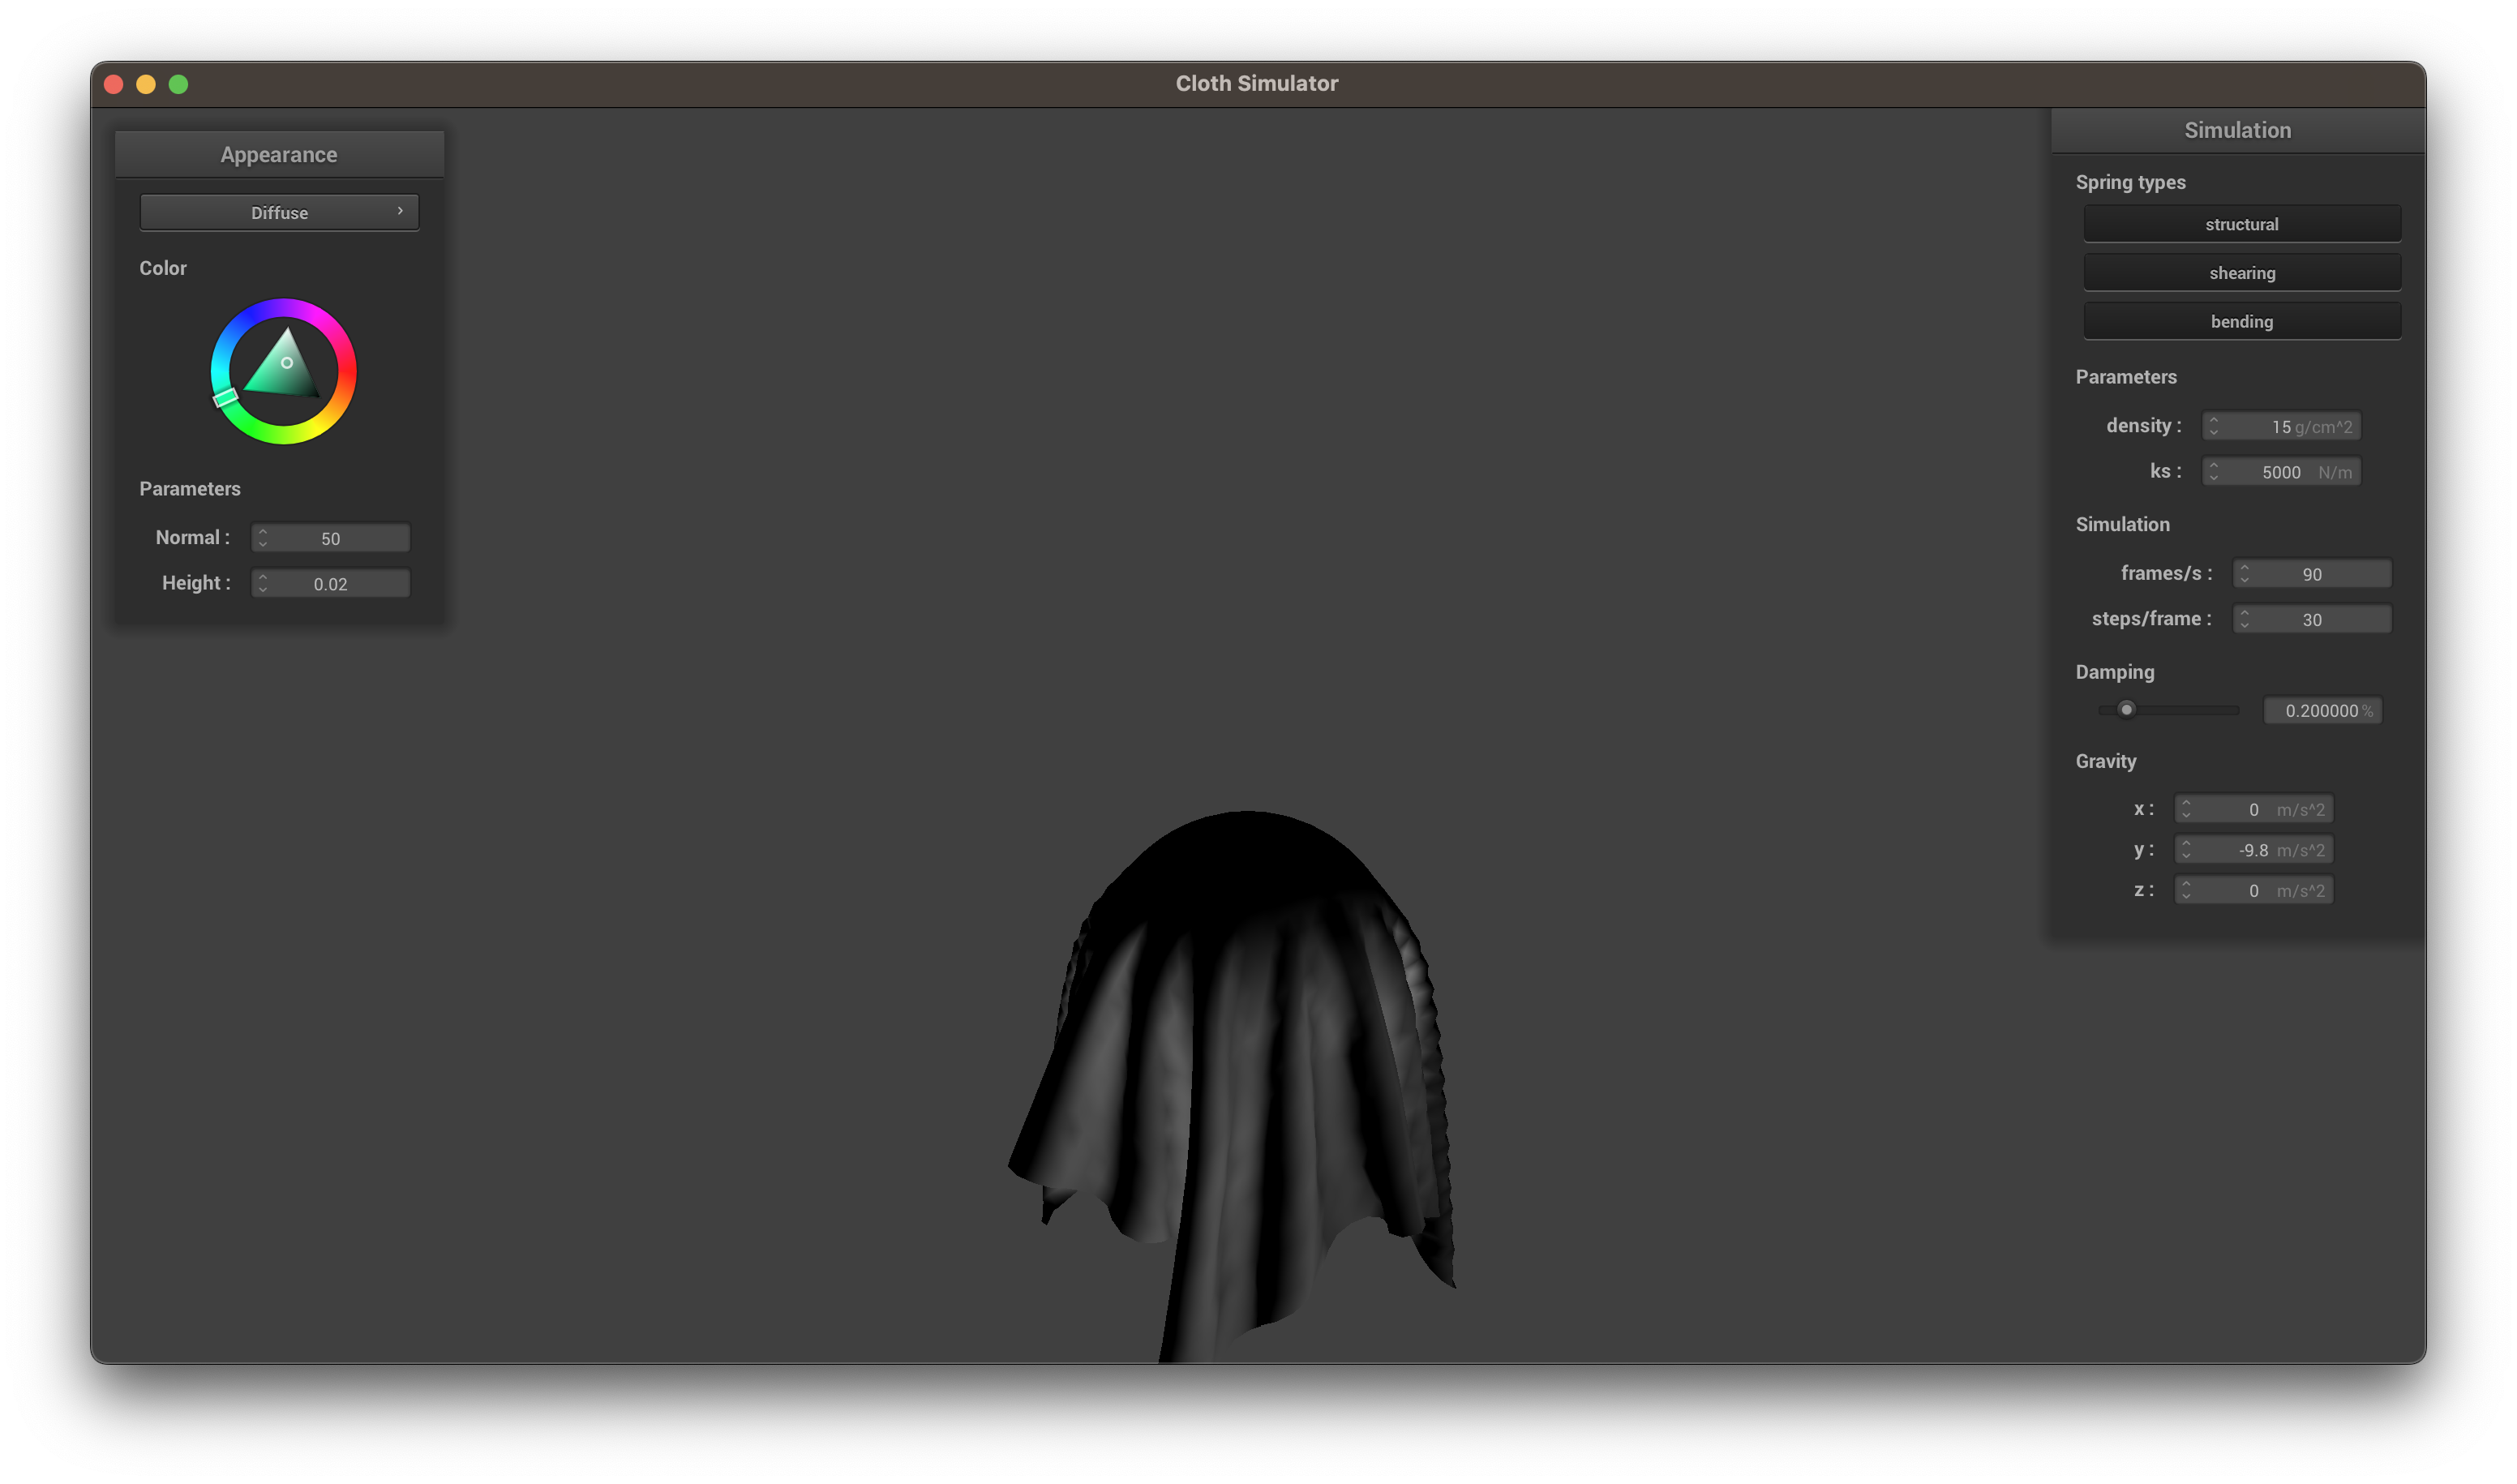 Cloth Simulator
Appearance
Diffuse
Color
Parameters
Normal : 50
Height : 0.02
Simulation
Spring types
structural
shearing
bending
Parameters
density : 15 g/cm^2
ks : 5000 N/m
Simulation
frames/s : 90
steps/frame : 30
Damping
0.200000 %
Gravity
x : 0 m/s^2
y : -9.8 m/s^2
z : 0 m/s^2